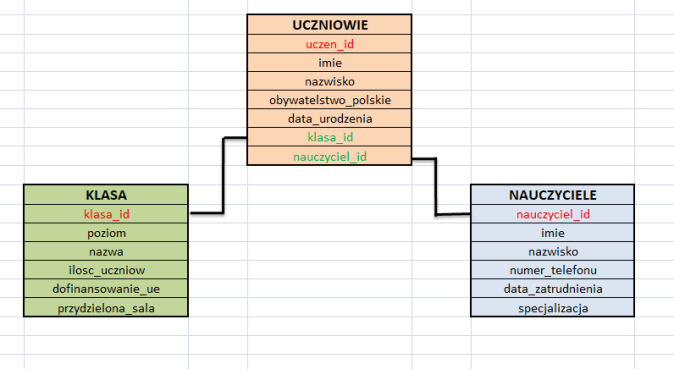 UCZNIOWIE
uczen_id
imie
nazwisko
obywatelstwo_polskie
data_urodzenia
klasa_id
nauczyciel_id
KLASA
klasa_id
poziom
nazwa
ilosc_uczniow
dofinansowanie_ue
przydzielona_sala
NAUCZYCIELE
nauczyciel_id
imie
nazwisko
numer_telefonu
data_zatrudnienia
specjalizacja